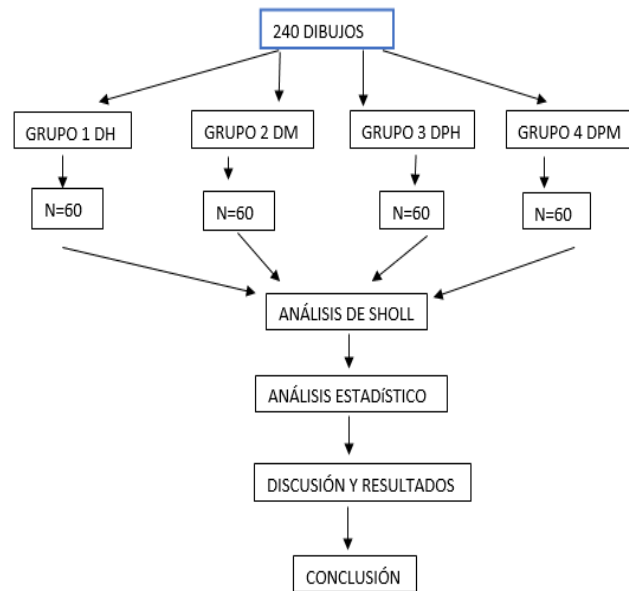 240 DIBUJOS
GRUPO 1 DH
GRUPO 2 DM
GRUPO 3 DPH
GRUPO 4 DPM
N=60
N=60
N=60
N=60
ANÁLISIS DE SHOLL
ANÁLISIS ESTADíSTICO
DISCUSIÓN Y RESULTADOS
CONCLUSIÓN